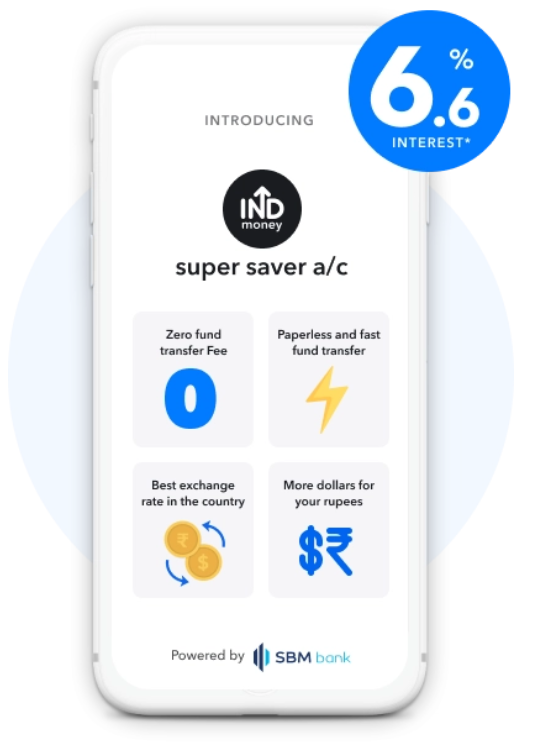 6.6%
INTEREST*
INTRODUCING
IND
money
super saver a/c
Zero fund
transfer Fee
0
Paperless and fast
fund transfer
Best exchange
rate in the country
₹
$
More dollars for
your rupees
$₹
Powered by SBM bank